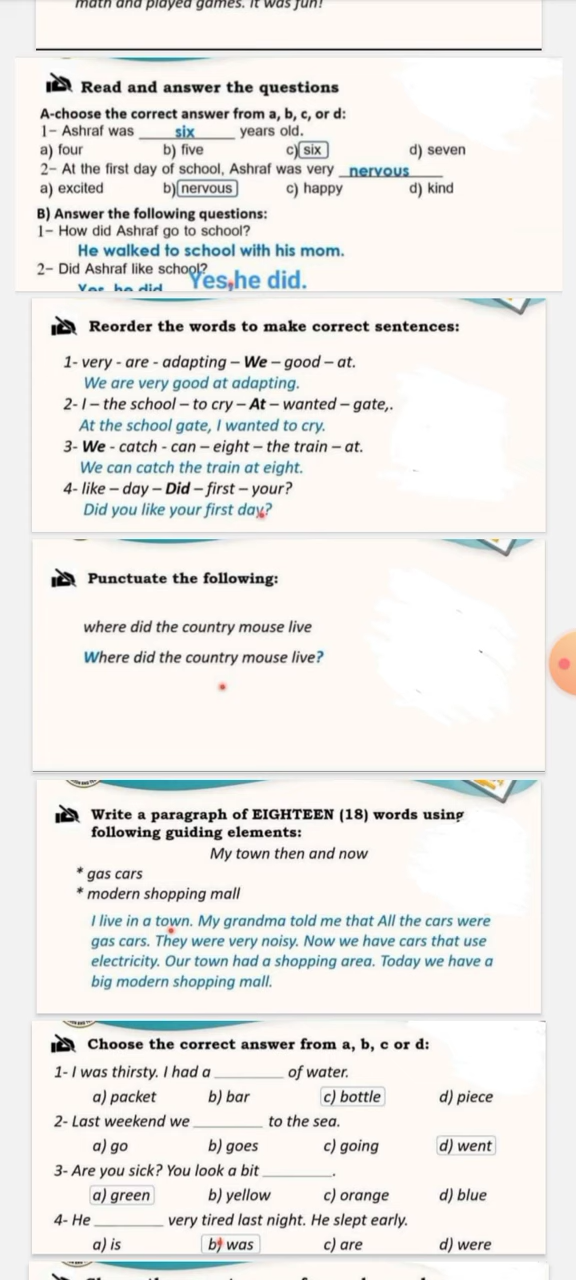 math and played games. It was fun!
Read and answer the questions
A-choose the correct answer from a, b, c, or d:
1- Ashraf was ___six___ years old.
a) four b) five c) six d) seven
2- At the first day of school, Ashraf was very _nervous_
a) excited b) nervous c) happy d) kind
B) Answer the following questions:
1- How did Ashraf go to school?
He walked to school with his mom.
2- Did Ashraf like school?
Yes,he did.
Yes, he did
Reorder the words to make correct sentences:
1- very - are - adapting – We – good – at.
We are very good at adapting.
2- I – the school – to cry – At – wanted – gate,.
At the school gate, I wanted to cry.
3- We - catch - can – eight – the train – at.
We can catch the train at eight.
4- like – day – Did – first – your?
Did you like your first day?
Punctuate the following:
where did the country mouse live
Where did the country mouse live?
Write a paragraph of EIGHTEEN (18) words using
following guiding elements:
My town then and now
* gas cars
* modern shopping mall
I live in a town. My grandma told me that All the cars were
gas cars. They were very noisy. Now we have cars that use
electricity. Our town had a shopping area. Today we have a
big modern shopping mall.
Choose the correct answer from a, b, c or d:
1- I was thirsty. I had a ________ of water.
a) packet b) bar c) bottle d) piece
2- Last weekend we ________ to the sea.
a) go b) goes c) going d) went
3- Are you sick? You look a bit ________.
a) green b) yellow c) orange d) blue
4- He ________ very tired last night. He slept early.
a) is b) was c) are d) were